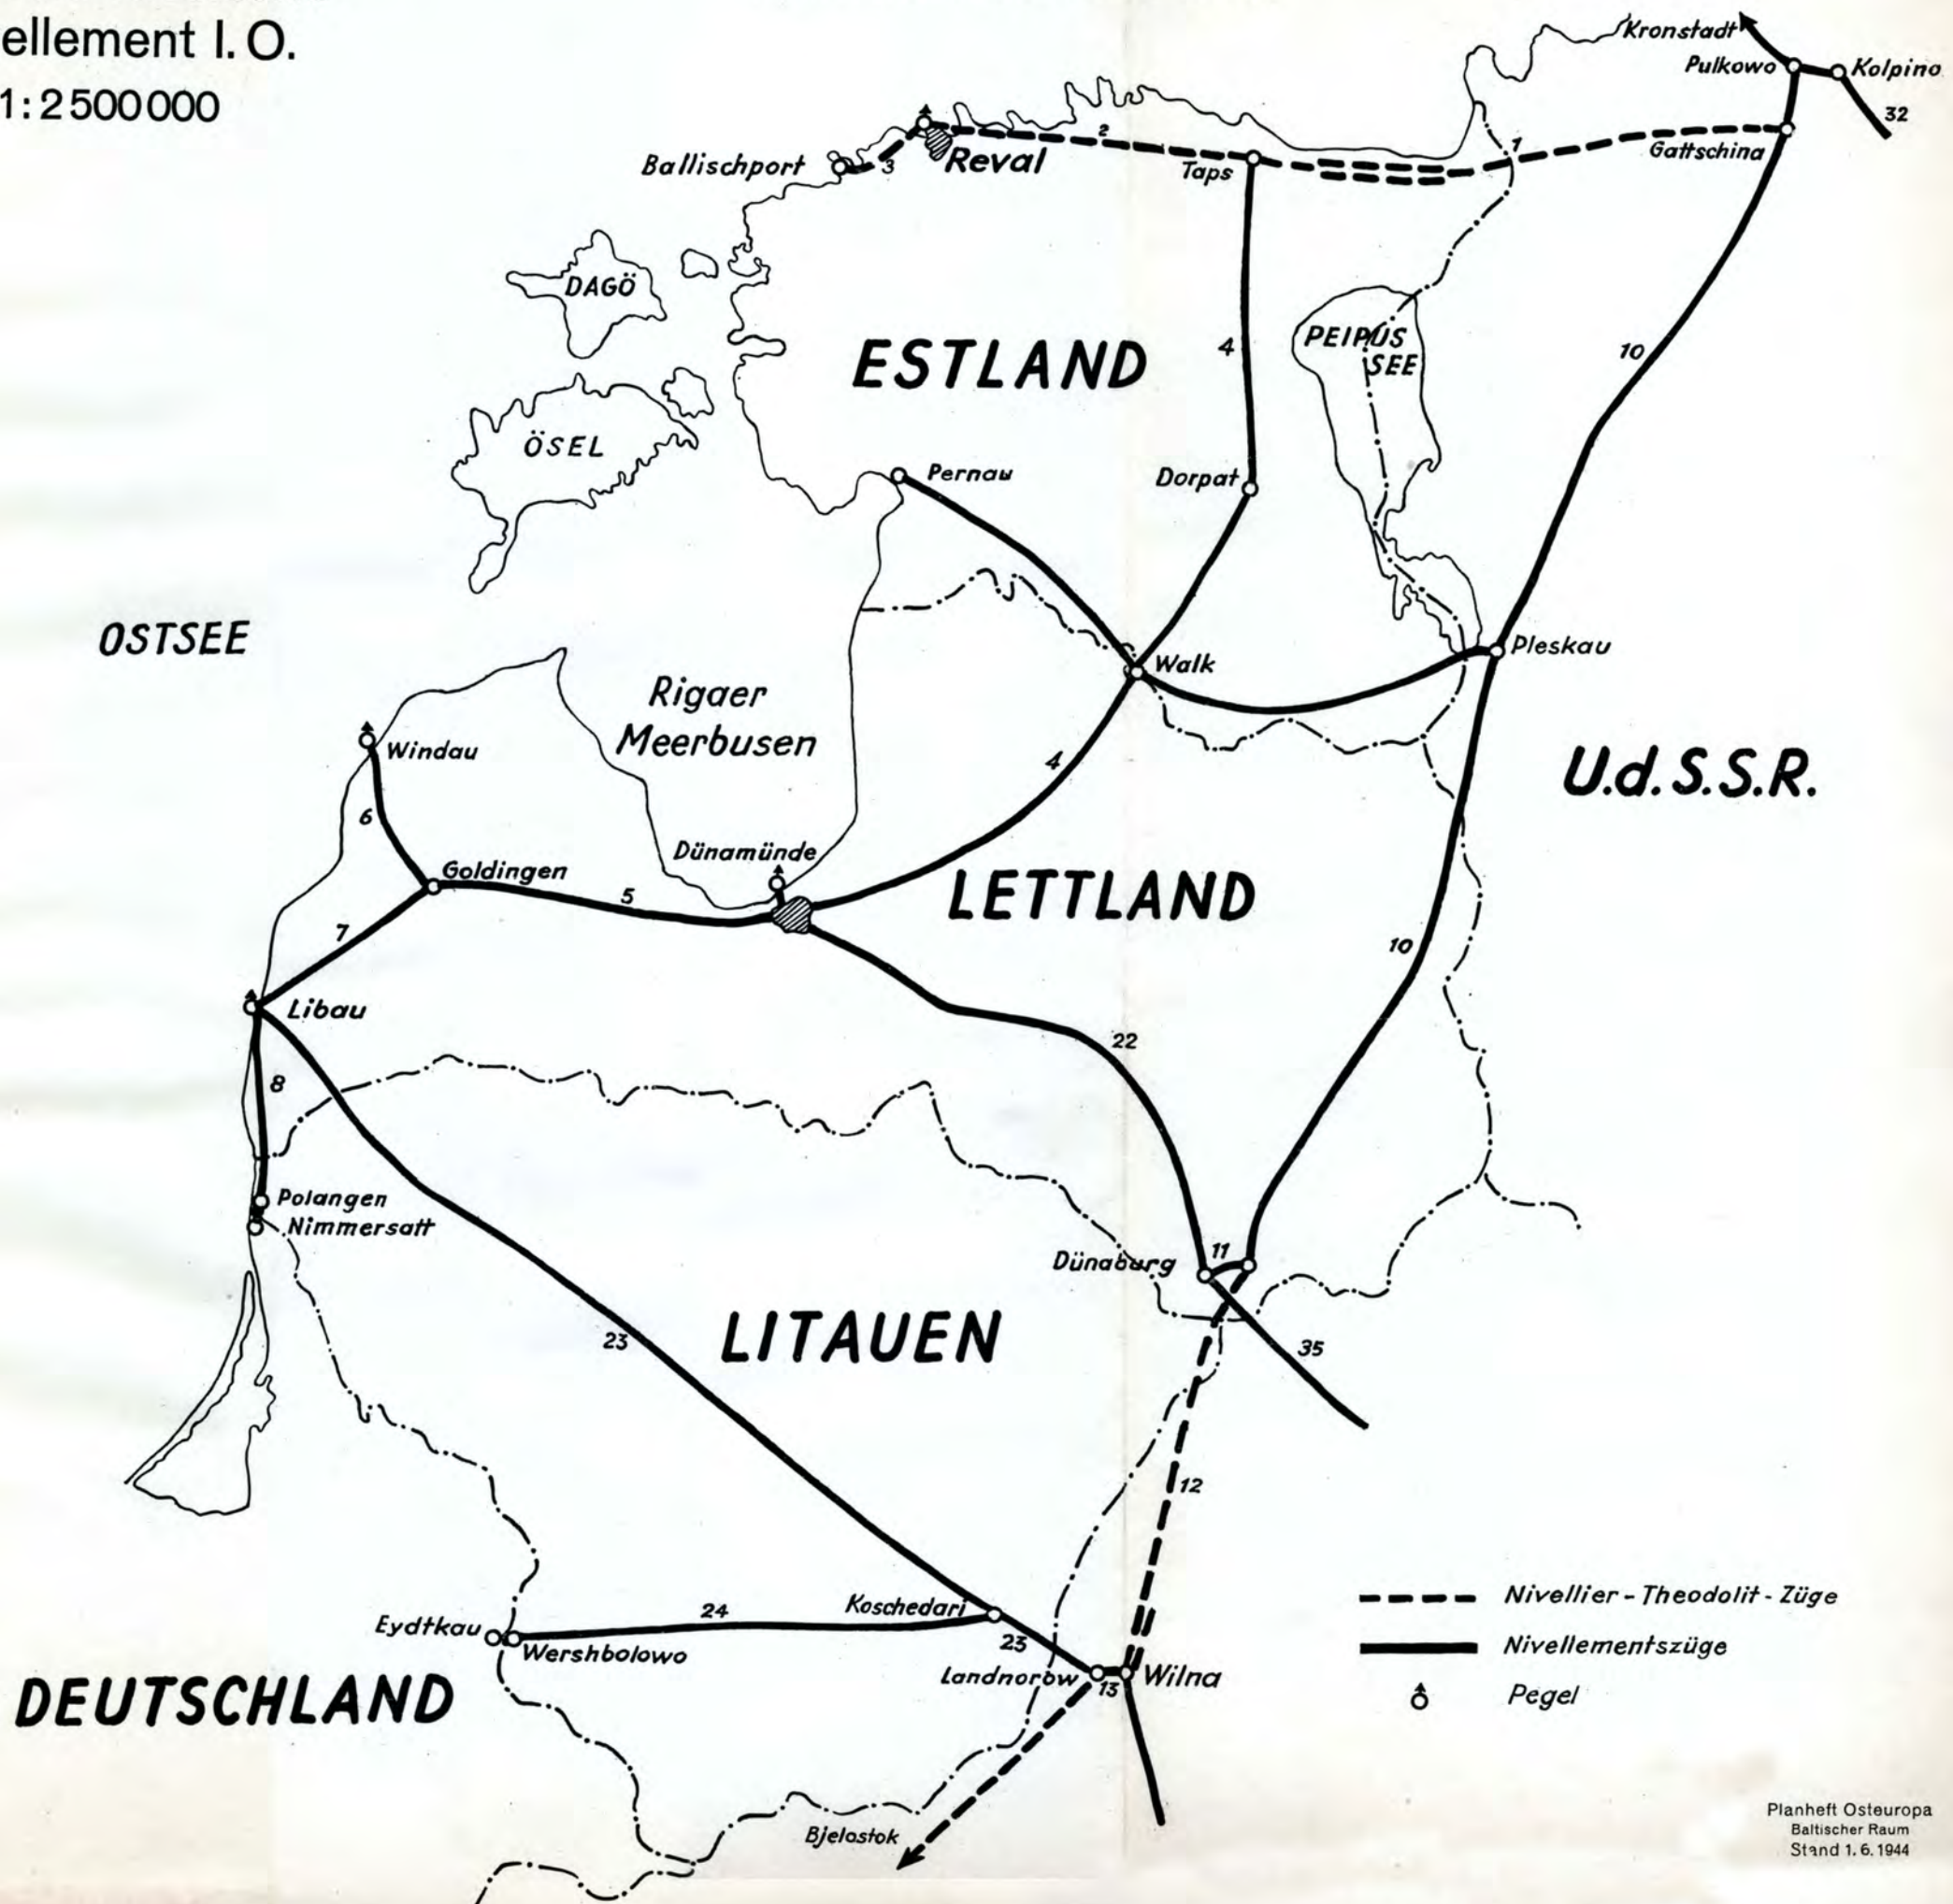 ellement I. O.
1:2500000
Kronstadt
Pulkowo
Kolpino
32
Ballischport
3
Reval
2
Taps
1
Gattschina
DAGÖ
ESTLAND
4
PEIPUS
SEE
10
ÖSEL
Pernau
Dorpat
OSTSEE
Rigaer
Meerbusen
Walk
Pleskau
Windau
4
U.d.S.S.R.
6
Dünamünde
Goldingen
5
LETTLAND
7
10
Libau
22
8
Polangen
Nimmersatt
Dünaburg
11
LITAUEN
23
35
12
Koschedari
24
Eydtkau
Wershbolowo
23
Landnorow
13
Wilna
DEUTSCHLAND
Bjelostok
Nivellier - Theodolit - Züge
Nivellementszüge
Pegel
Planheft Osteuropa
Baltischer Raum
Stand 1. 6. 1944